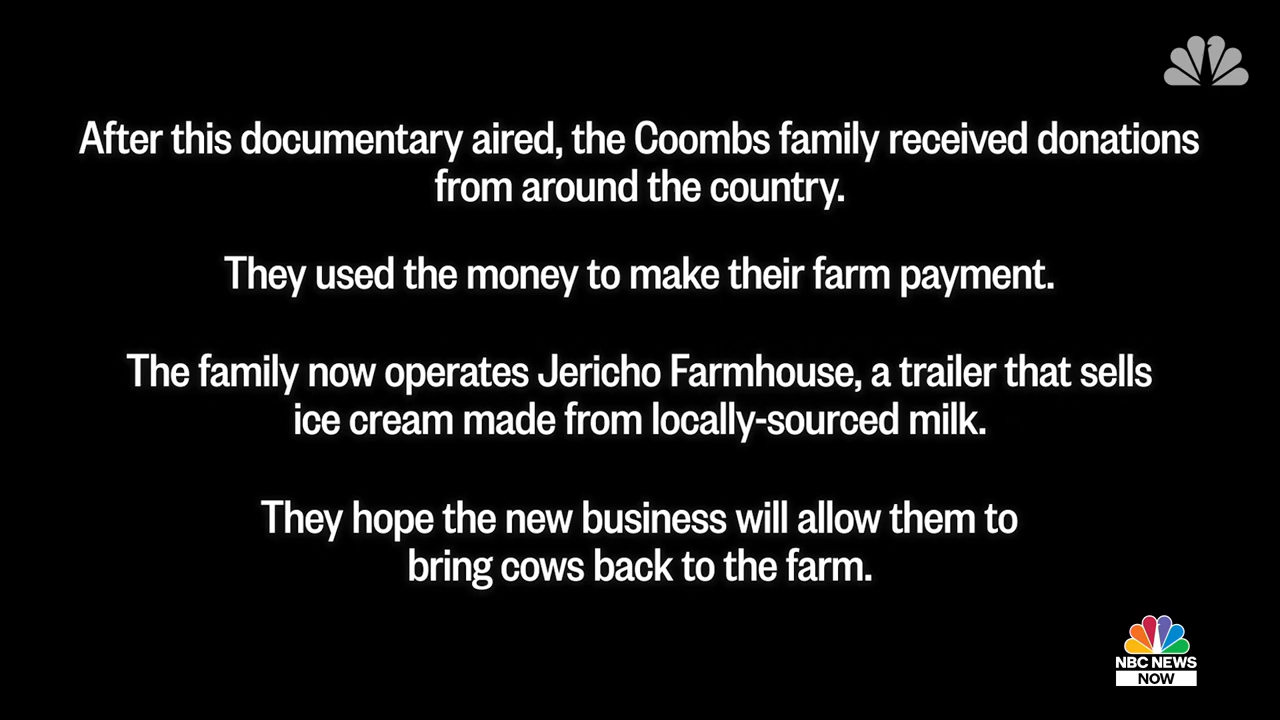 After this documentary aired, the Coombs family received donations
from around the country.
They used the money to make their farm payment.
The family now operates Jericho Farmhouse, a trailer that sells
ice cream made from locally-sourced milk.
They hope the new business will allow them to
bring cows back to the farm.
NBC NEWS
NOW